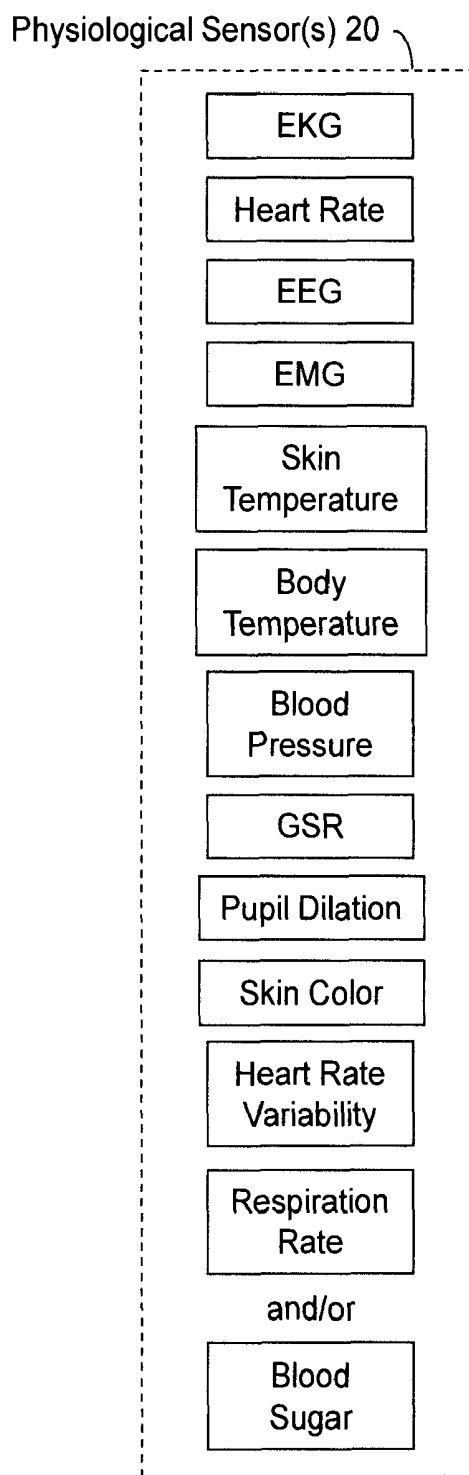 Physiological Sensor(s) 20
EKG
Heart Rate
EEG
EMG
Skin
Temperature
Body
Temperature
Blood
Pressure
GSR
Pupil Dilation
Skin Color
Heart Rate
Variability
Respiration
Rate
and/or
Blood
Sugar